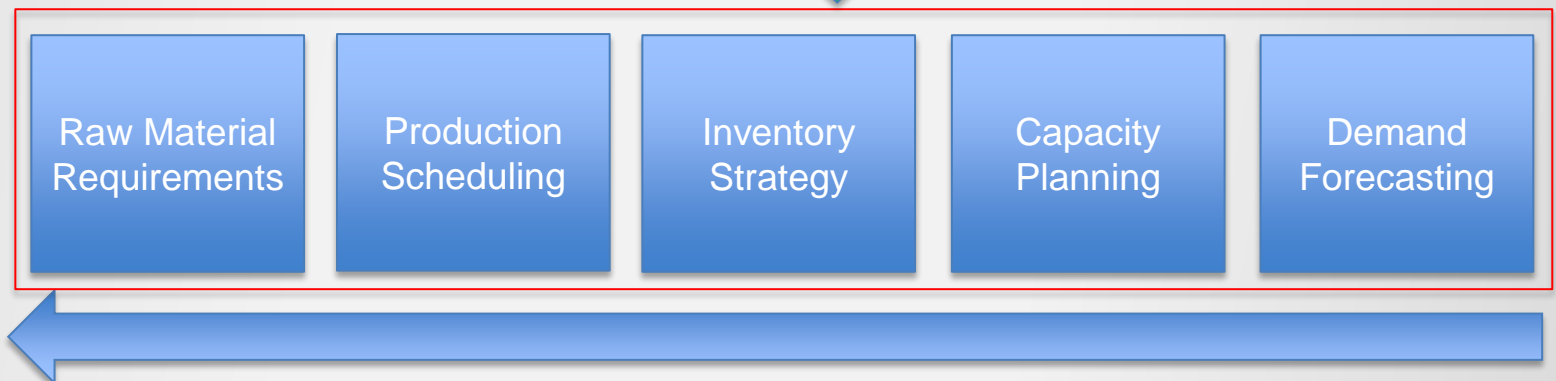 Raw Material
Requirements
Production
Scheduling
Inventory
Strategy
Capacity
Planning
Demand
Forecasting